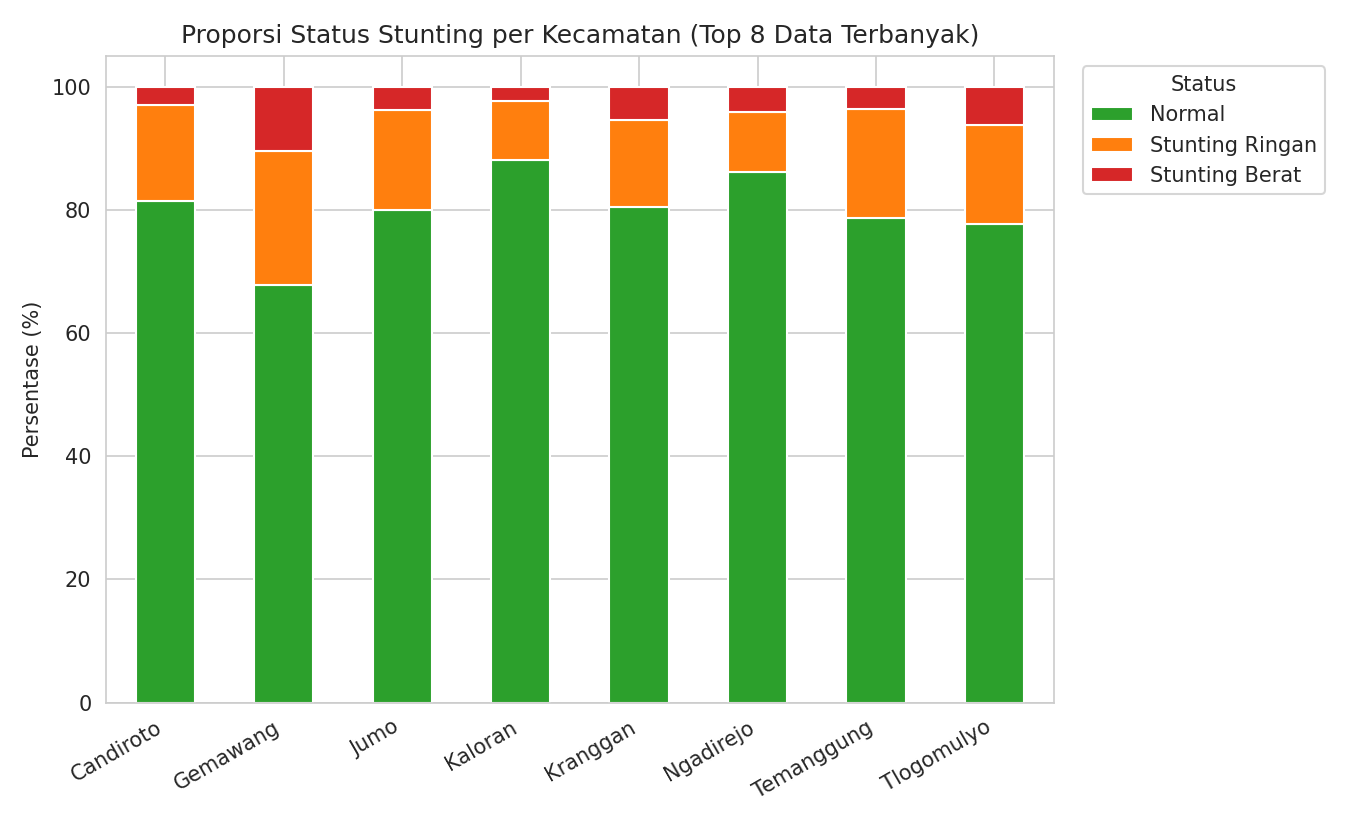 Proporsi Status Stunting per Kecamatan (Top 8 Data Terbanyak)
Persentase (%)
100
80
60
40
20
0
Candiroto
Gemawang
Jumo
Kaloran
Kranggan
Ngadirejo
Temanggung
Tlogomulyo
Status
Normal
Stunting Ringan
Stunting Berat